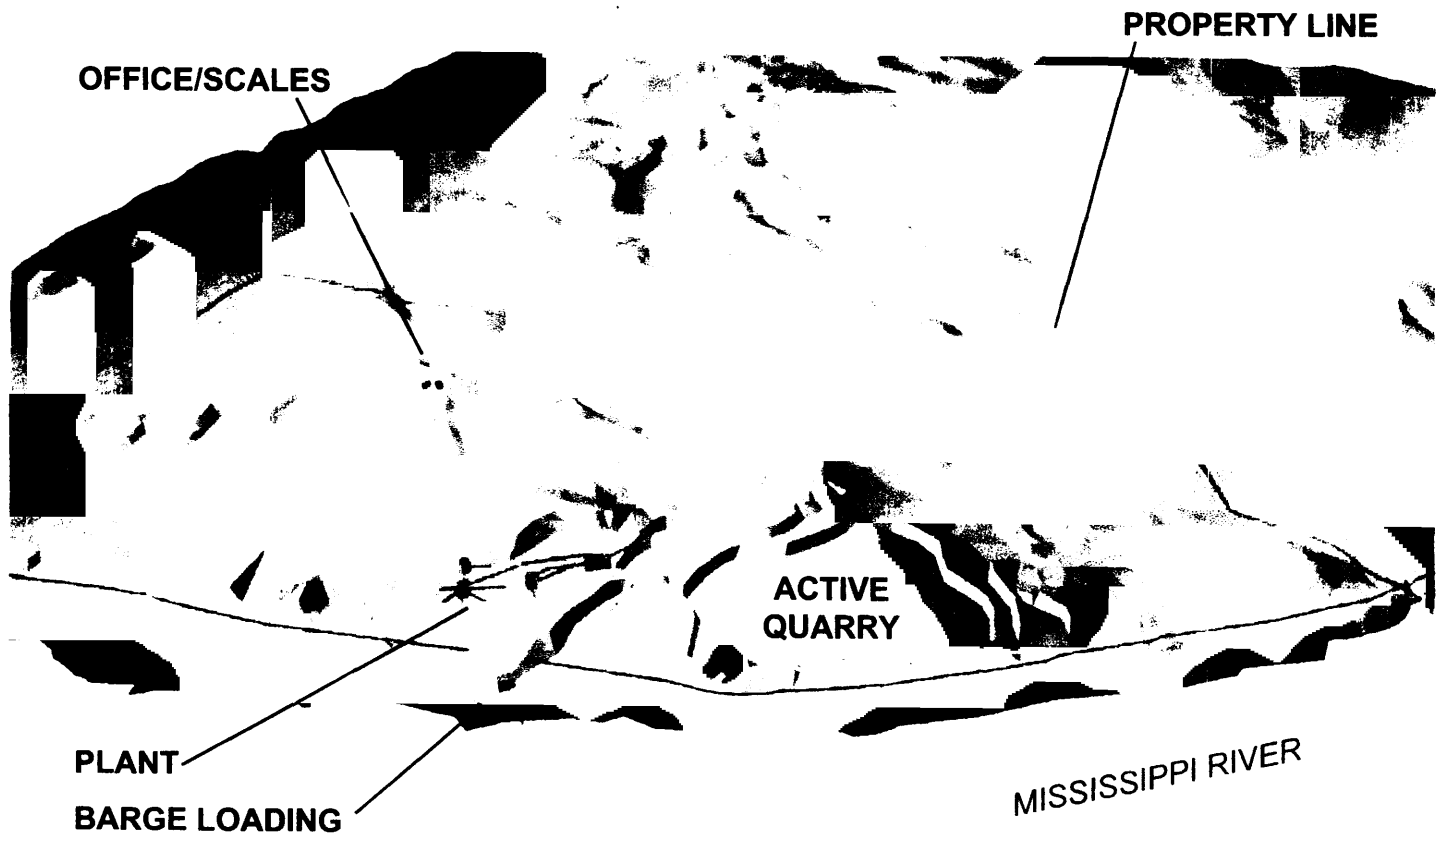 PROPERTY LINE
OFFICE/SCALES
ACTIVE
QUARRY
PLANT
BARGE LOADING
MISSISSIPPI RIVER